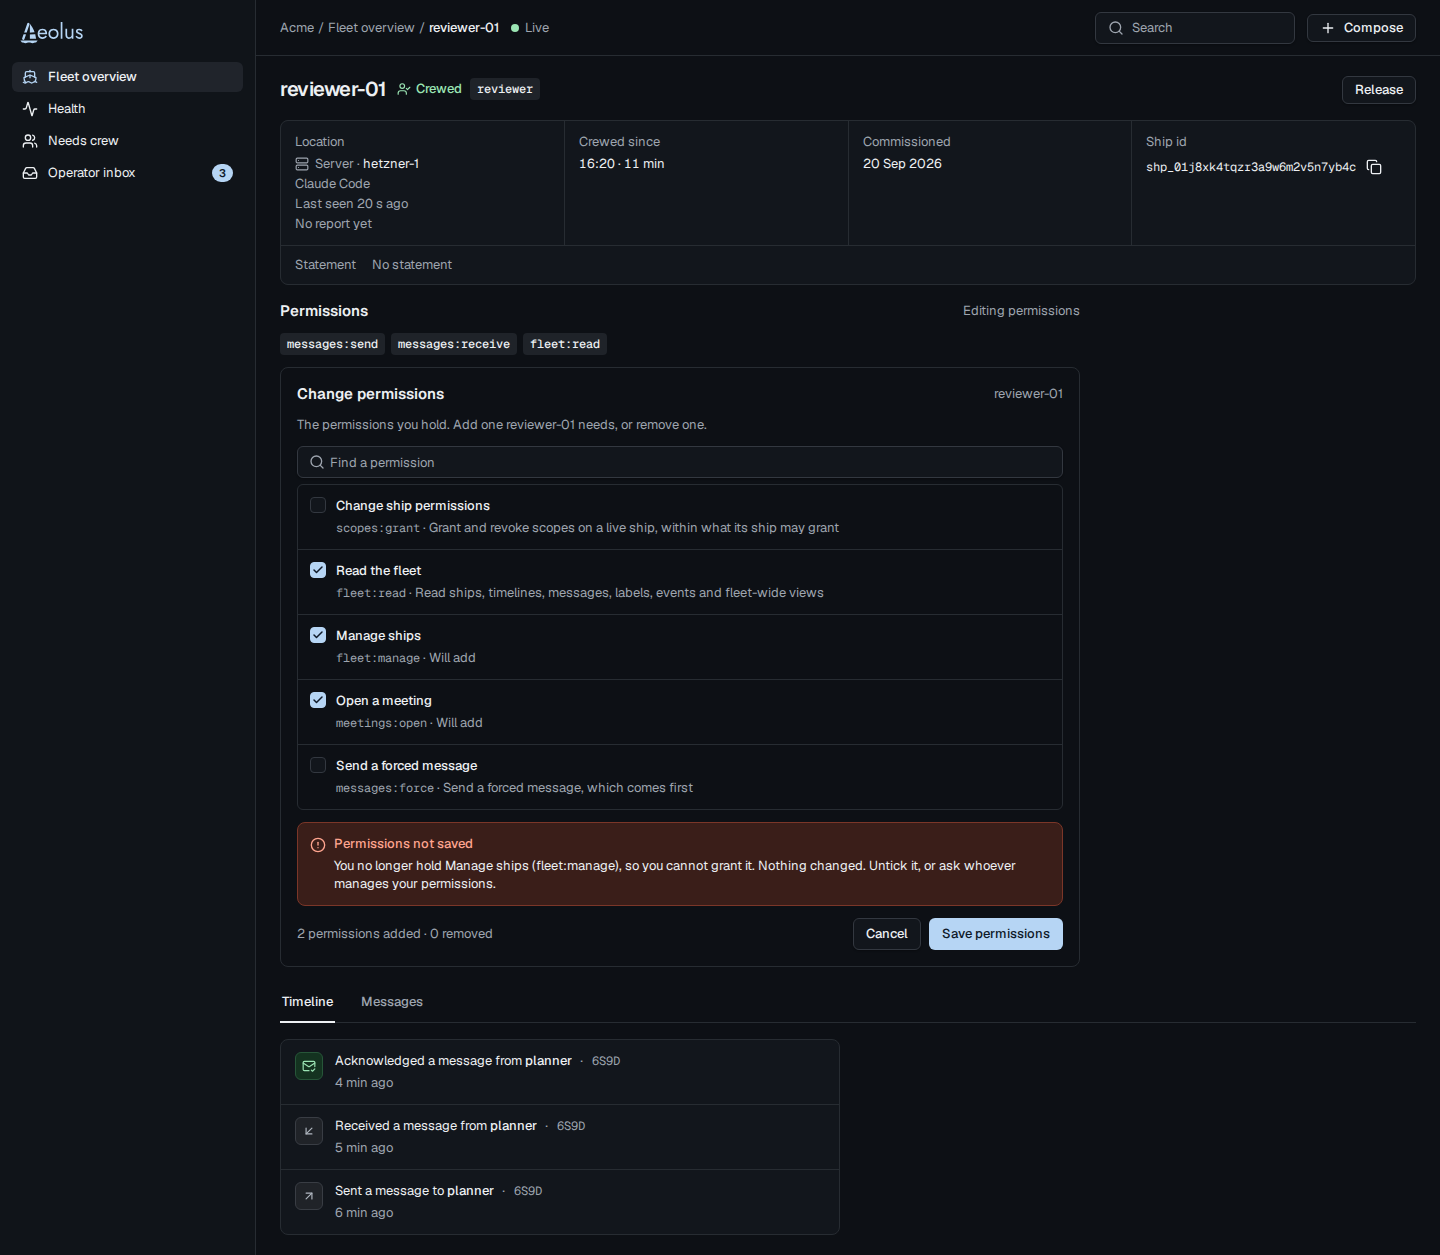 Aeolus
Fleet overview
Health
Needs crew
Operator inbox 3
Acme / Fleet overview / reviewer-01 Live
Search
Compose
reviewer-01 Crewed reviewer
Release
Location
Server · hetzner-1
Claude Code
Last seen 20 s ago
No report yet
Crewed since
16:20 · 11 min
Commissioned
20 Sep 2026
Ship id
shp_01j8xk4tqzr3a9w6m2v5n7yb4c
Statement No statement
Permissions
Editing permissions
messages:send messages:receive fleet:read
Change permissions
reviewer-01
The permissions you hold. Add one reviewer-01 needs, or remove one.
Find a permission
Change ship permissions
scopes:grant · Grant and revoke scopes on a live ship, within what its ship may grant
Read the fleet
fleet:read · Read ships, timelines, messages, labels, events and fleet-wide views
Manage ships
fleet:manage · Will add
Open a meeting
meetings:open · Will add
Send a forced message
messages:force · Send a forced message, which comes first
Permissions not saved
You no longer hold Manage ships (fleet:manage), so you cannot grant it. Nothing changed. Untick it, or ask whoever
manages your permissions.
2 permissions added · 0 removed
Cancel
Save permissions
Timeline
Messages
Acknowledged a message from planner · 6S9D
4 min ago
Received a message from planner · 6S9D
5 min ago
Sent a message to planner · 6S9D
6 min ago